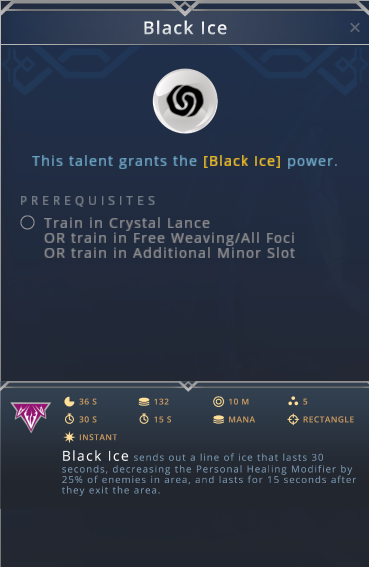 Black Ice
This talent grants the [Black Ice] power.
PREREQUISITES
Train in Crystal Lance
OR train in Free Weaving/All Foci
OR train in Additional Minor Slot
36 S 132 10 M 5
30 S 15 S MANA RECTANGLE
INSTANT
Black Ice sends out a line of ice that lasts 30
seconds, decreasing the Personal Healing Modifier by
25% of enemies in area, and lasts for 15 seconds after
they exit the area.